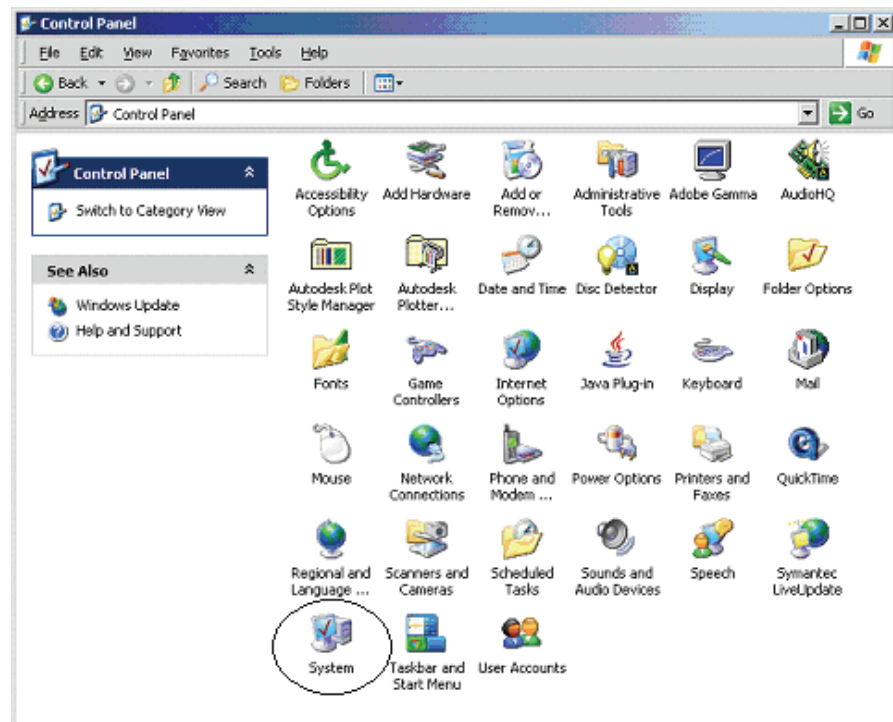 Control Panel
File Edit View Favorites Tools Help
Back Search Folders
Address Control Panel Go
Control Panel
Switch to Category View
See Also
Windows Update
Help and Support
Accessibility Options
Add Hardware
Add or Remov...
Administrative Tools
Adobe Gamma
AudioHQ
Autodesk Plot Style Manager
Autodesk Plotter...
Date and Time
Disc Detector
Display
Folder Options
Fonts
Game Controllers
Internet Options
Java Plug-in
Keyboard
Mail
Mouse
Network Connections
Phone and Modem ...
Power Options
Printers and Faxes
QuickTime
Regional and Language ...
Scanners and Cameras
Scheduled Tasks
Sounds and Audio Devices
Speech
Symantec LiveUpdate
System
Taskbar and Start Menu
User Accounts